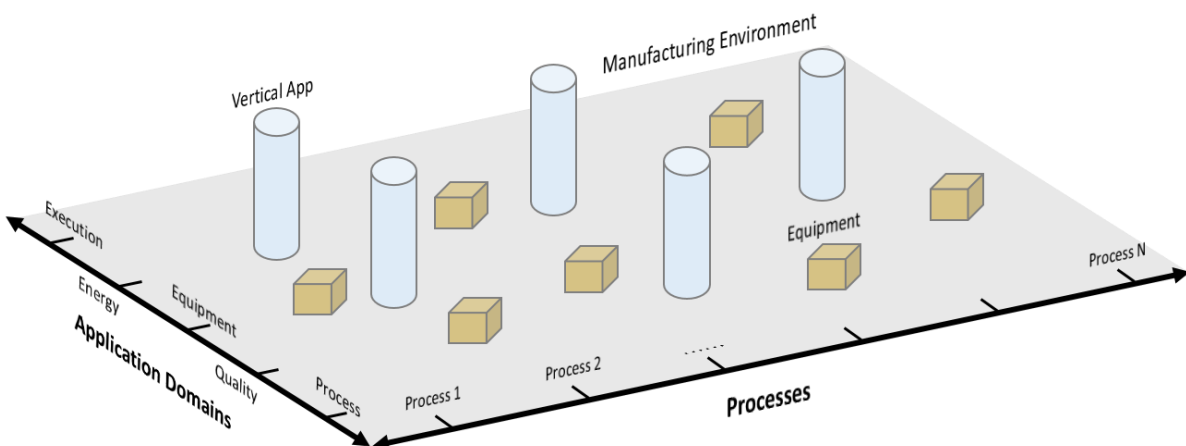 Manufacturing Environment
Vertical App
Equipment
Execution
Energy
Equipment
Quality
Process
Application Domains
Process 1
Process 2
......
Process N
Processes